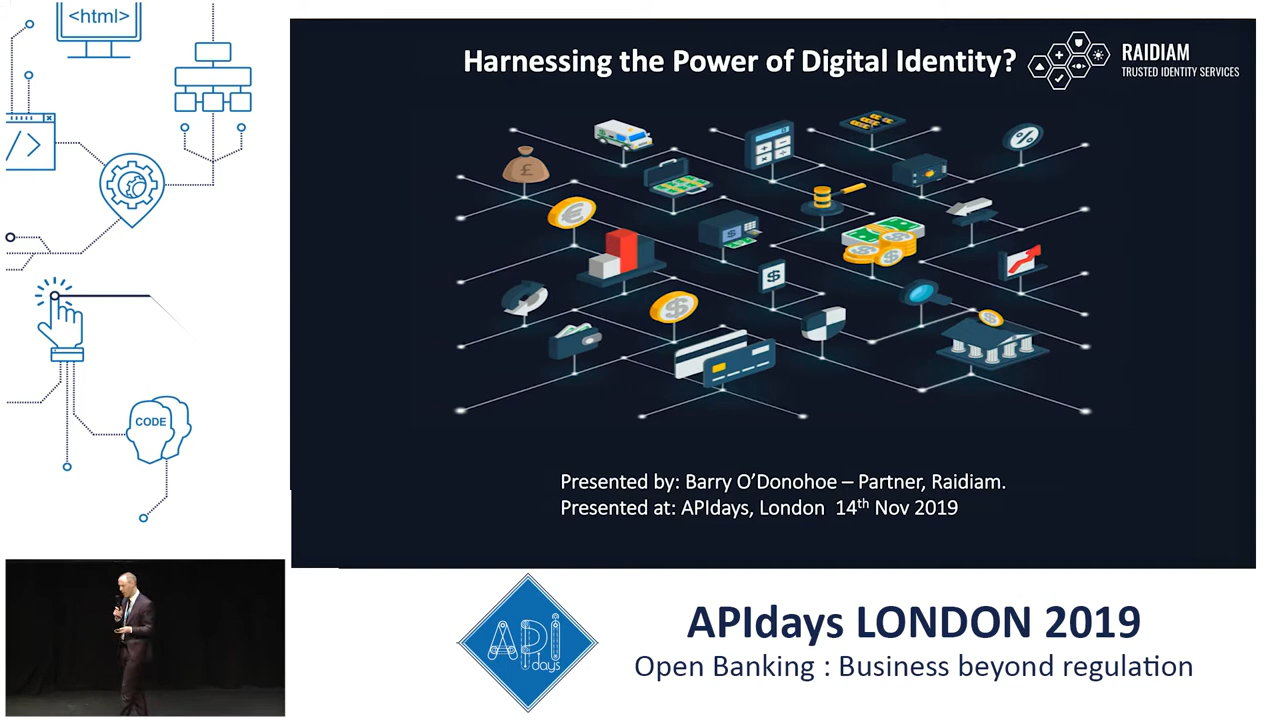 <html>
</>
CODE
Harnessing the Power of Digital Identity?
RAIDIAM
TRUSTED IDENTITY SERVICES
£
€
%
$
$
$
Presented by: Barry O’Donohoe – Partner, Raidiam.
Presented at: APIdays, London 14th Nov 2019
API
days
APIdays LONDON 2019
Open Banking : Business beyond regulation